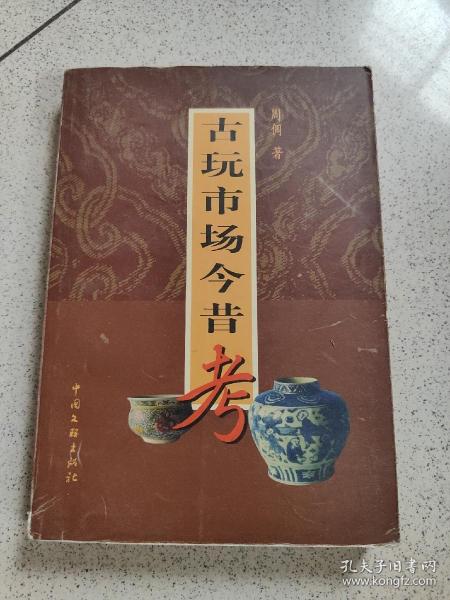 古玩市场今昔考
周倜 著
中国文联出版社
孔夫子旧书网
www.kongfz.com